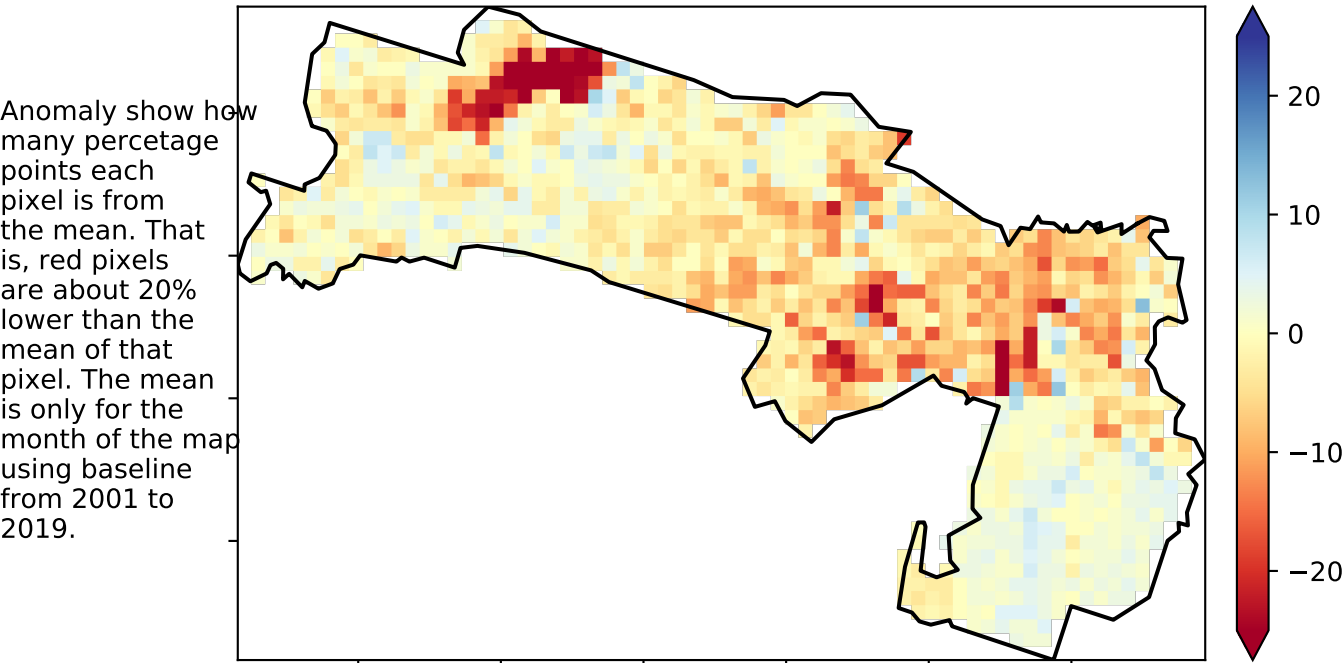 Anomaly show how
many percetage
points each
pixel is from
the mean. That
is, red pixels
are about 20%
lower than the
mean of that
pixel. The mean
is only for the
month of the map
using baseline
from 2001 to
2019.
20
10
0
−10
−20